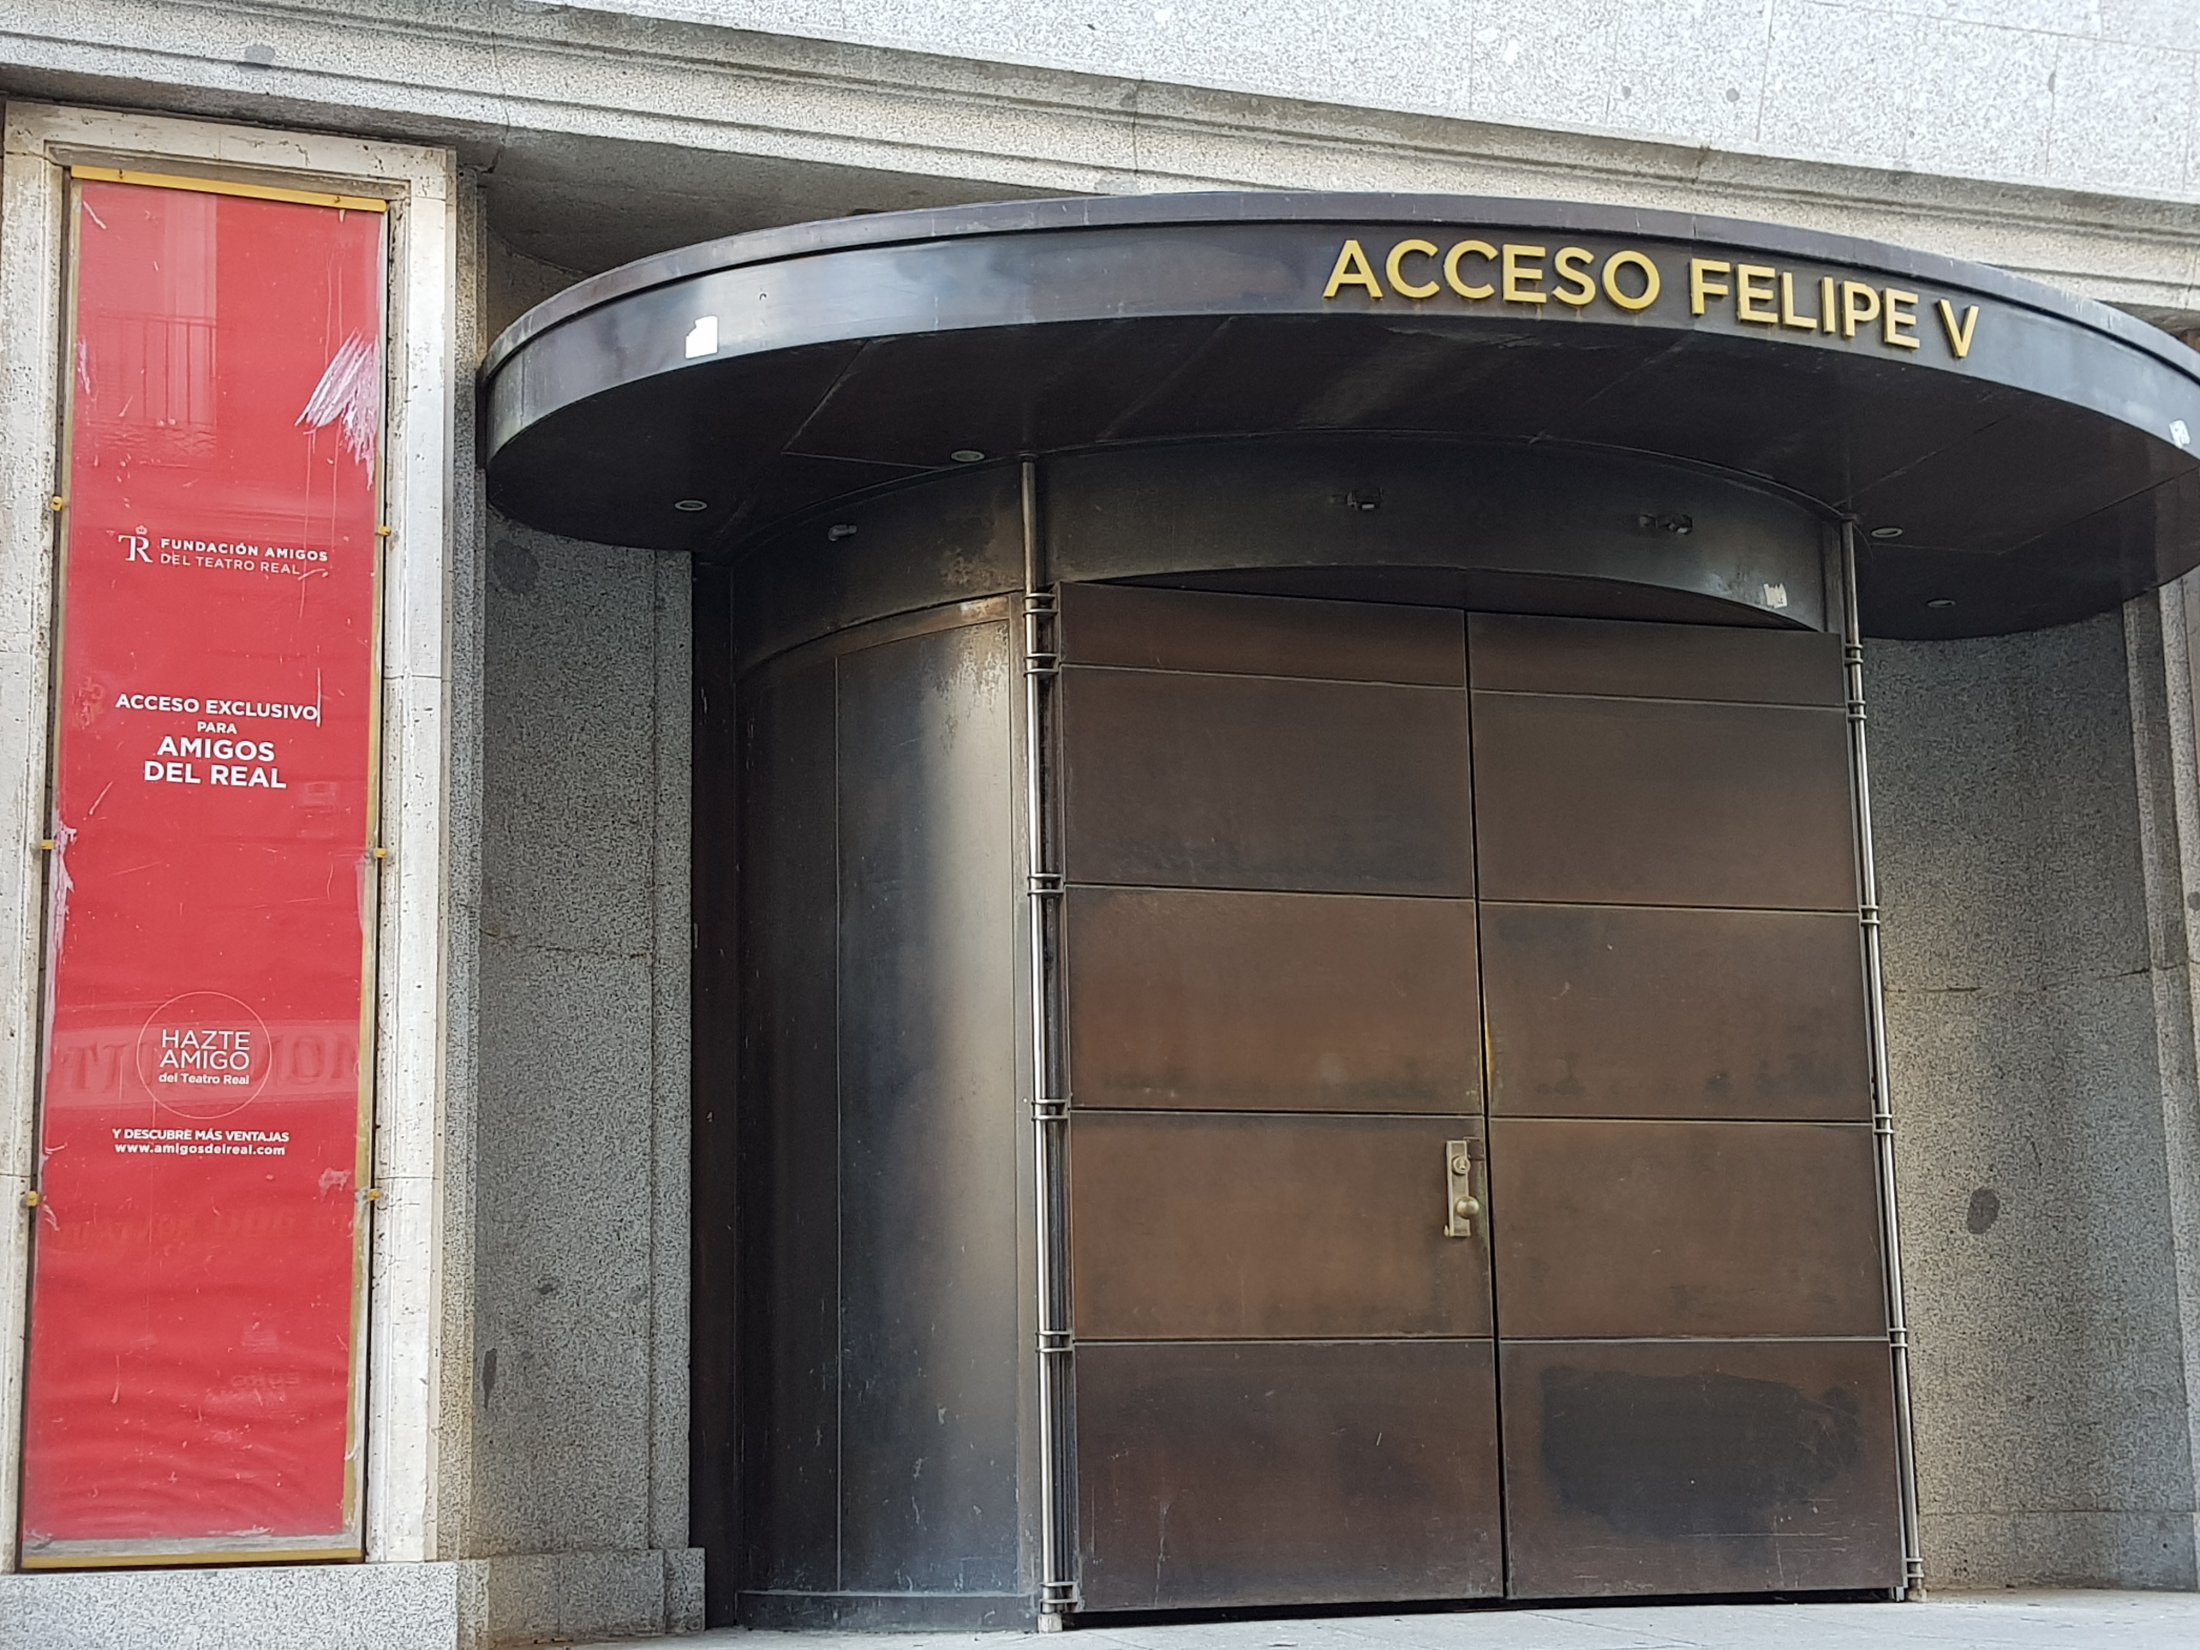 ACCESO FELIPE V
TR FUNDACIÓN AMIGOS
DEL TEATRO REAL
ACCESO EXCLUSIVO
PARA
AMIGOS
DEL REAL
HAZTE
AMIGO
del Teatro Real
Y DESCUBRE MÁS VENTAJAS
www.amigosdelreal.com